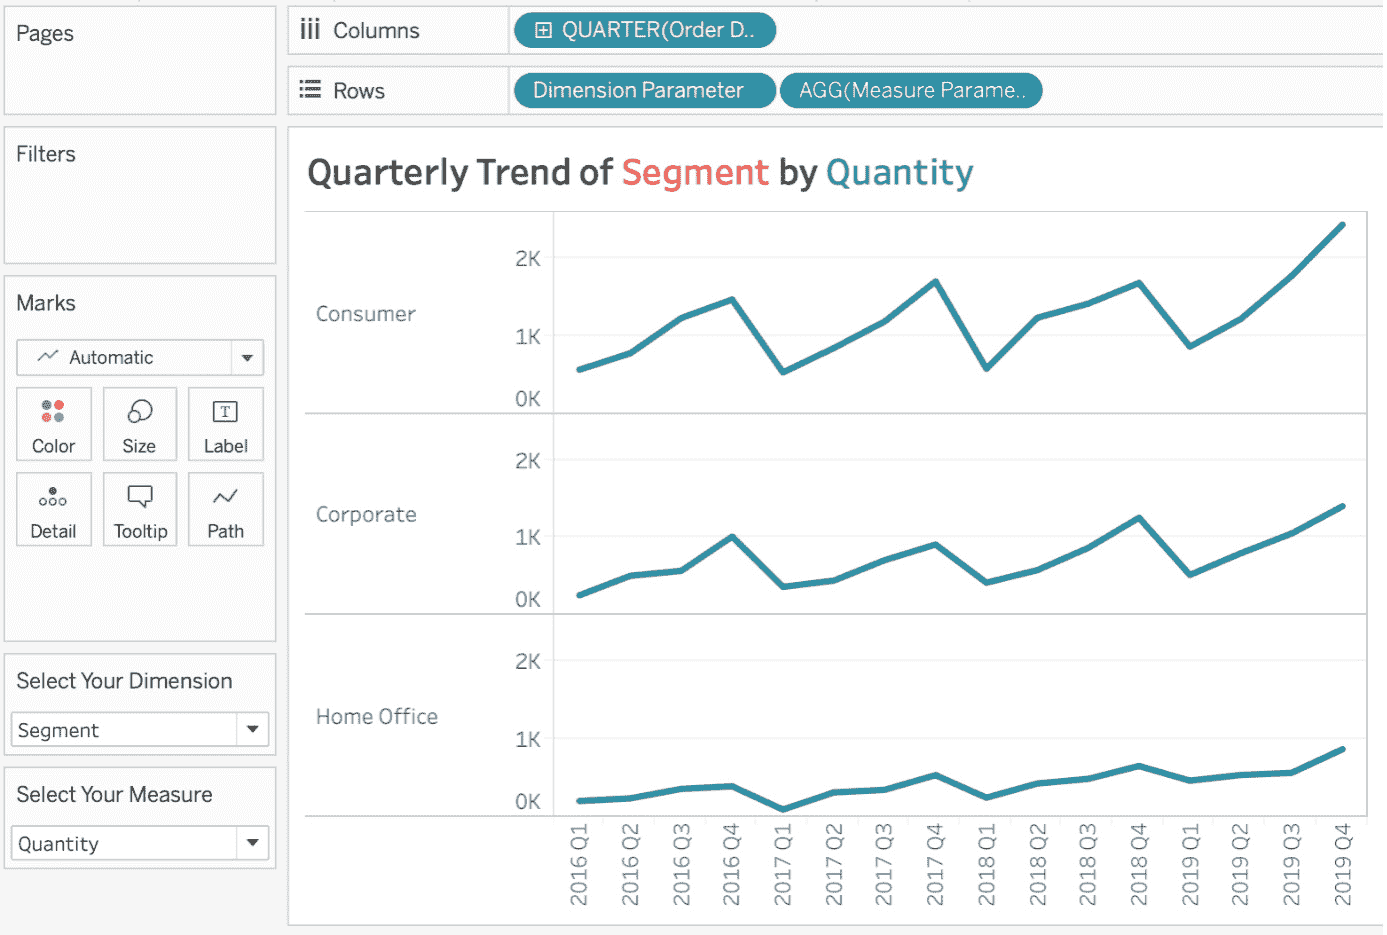 Pages
Columns
QUARTER(Order D..
Rows
Dimension Parameter
AGG(Measure Parame..
Filters
Marks
Automatic
Color
Size
Label
Detail
Tooltip
Path
Select Your Dimension
Segment
Select Your Measure
Quantity
Quarterly Trend of Segment by Quantity
Consumer
2K
1K
0K
Corporate
2K
1K
0K
Home Office
2K
1K
0K
2016 Q1
2016 Q2
2016 Q3
2016 Q4
2017 Q1
2017 Q2
2017 Q3
2017 Q4
2018 Q1
2018 Q2
2018 Q3
2018 Q4
2019 Q1
2019 Q2
2019 Q3
2019 Q4